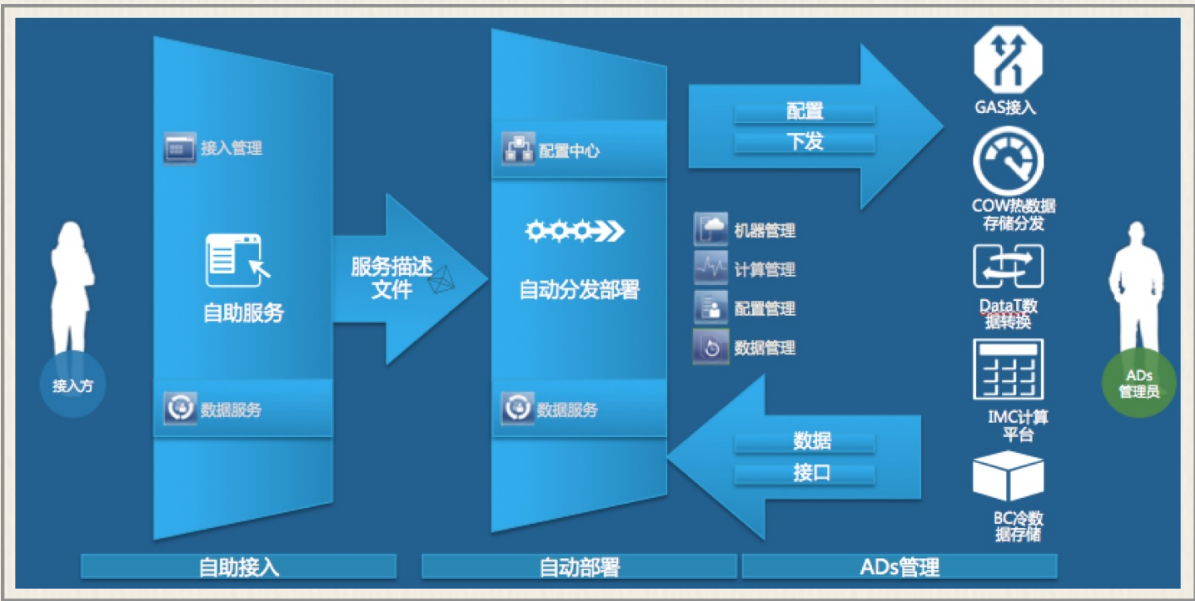 接入方
接入管理
自助服务
数据服务
服务描述
文件
配置中心
自动分发部署
数据服务
配置
下发
机器管理
计算管理
配置管理
数据管理
数据
接口
GAS接入
COW热数据
存储分发
DataT数
据转换
IMC计算
平台
BC冷数
据存储
ADs
管理员
自助接入
自动部署
ADs管理